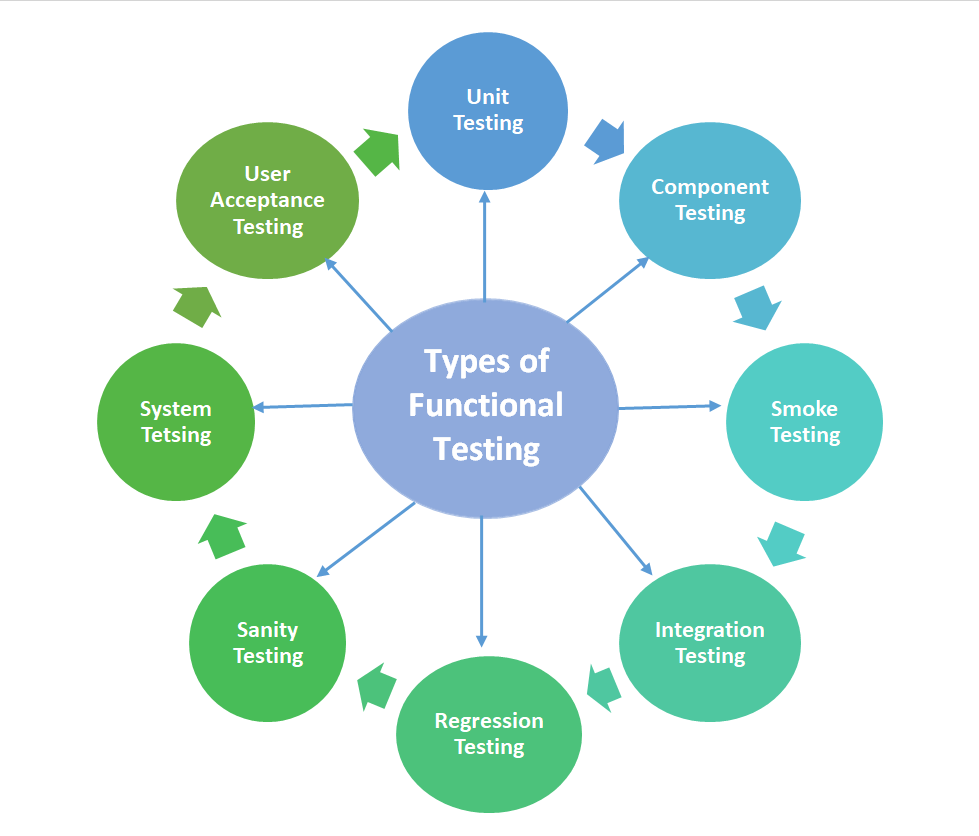 Unit
Testing
Component
Testing
Smoke
Testing
Integration
Testing
Regression
Testing
Sanity
Testing
System
Tetsing
User
Acceptance
Testing
Types of
Functional
Testing